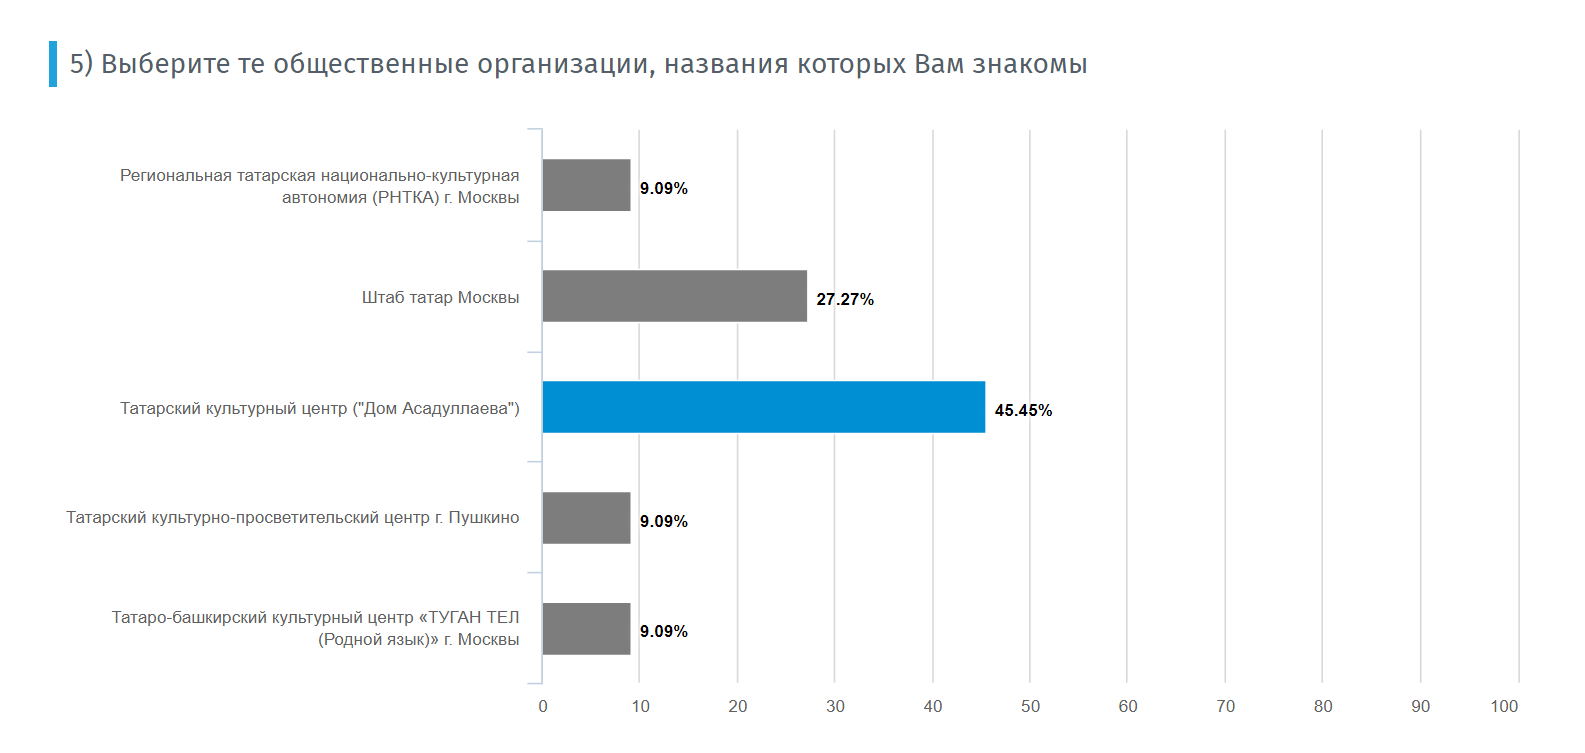 5) Выберите те общественные организации, названия которых Вам знакомы
Региональная татарская национально-культурная
автономия (РНТКА) г. Москвы
9.09%
Штаб татар Москвы
27.27%
Татарский культурный центр ("Дом Асадуллаева")
45.45%
Татарский культурно-просветительский центр г. Пушкино
9.09%
Татаро-башкирский культурный центр «ТУГАН ТЕЛ
(Родной язык)» г. Москвы
9.09%
0 10 20 30 40 50 60 70 80 90 100